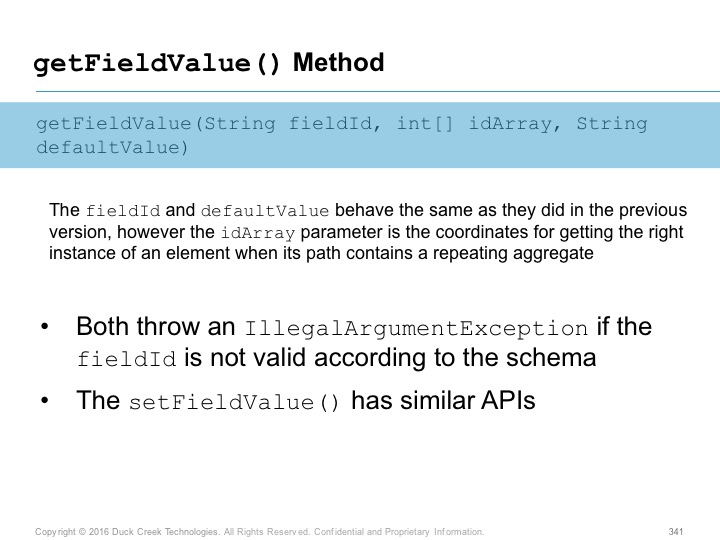 getFieldValue() Method
getFieldValue(String fieldId, int[] idArray, String
defaultValue)
The fieldId and defaultValue behave the same as they did in the previous
version, however the idArray parameter is the coordinates for getting the right
instance of an element when its path contains a repeating aggregate
• Both throw an IllegalArgumentException if the
fieldId is not valid according to the schema
• The setFieldValue() has similar APIs
Copyright © 2016 Duck Creek Technologies. All Rights Reserved. Confidential and Proprietary Information. 341